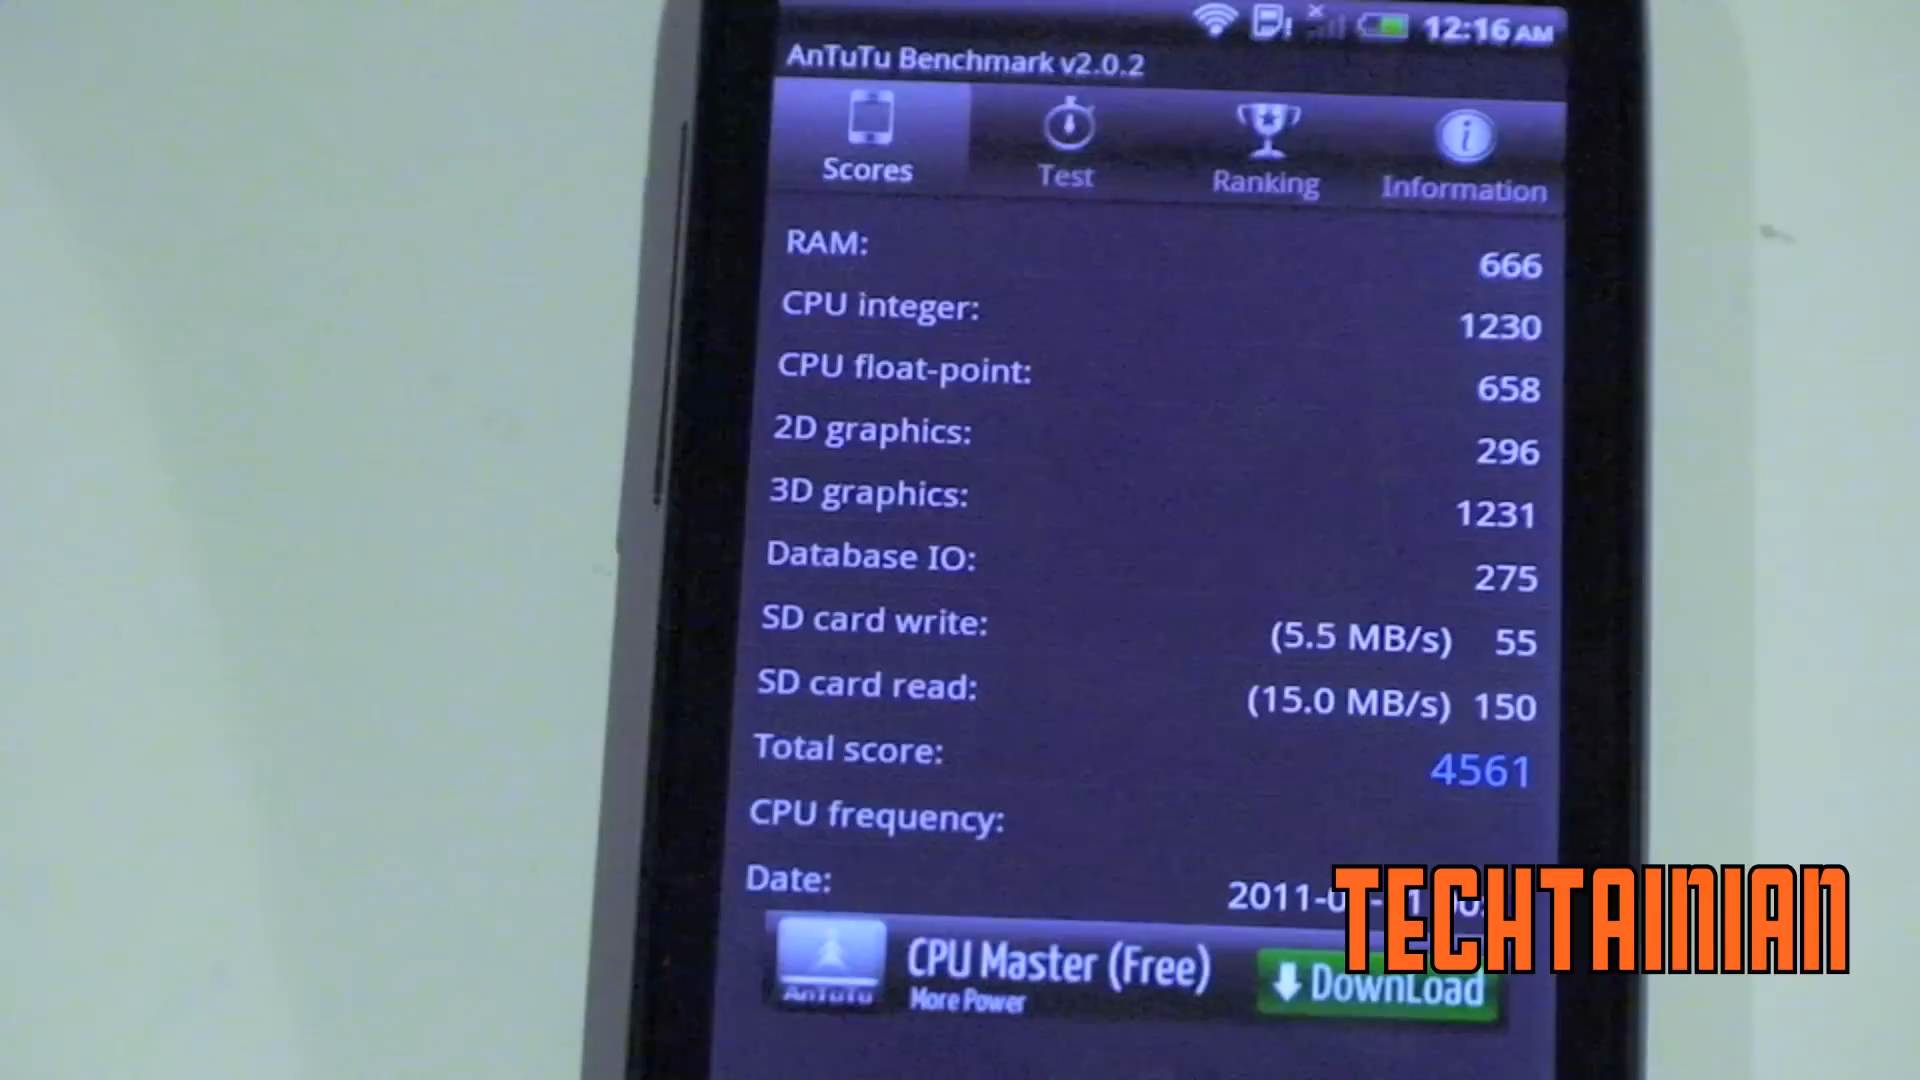 12:16 AM
AnTuTu Benchmark v2.0.2
Scores Test Ranking Information
RAM: 666
CPU integer: 1230
CPU float-point: 658
2D graphics: 296
3D graphics: 1231
Database IO: 275
SD card write: (5.5 MB/s) 55
SD card read: (15.0 MB/s) 150
Total score: 4561
CPU frequency:
Date: 2011-0
TECHTAINIAN
AnTuTu
CPU Master (Free)
More Power
DownLoad